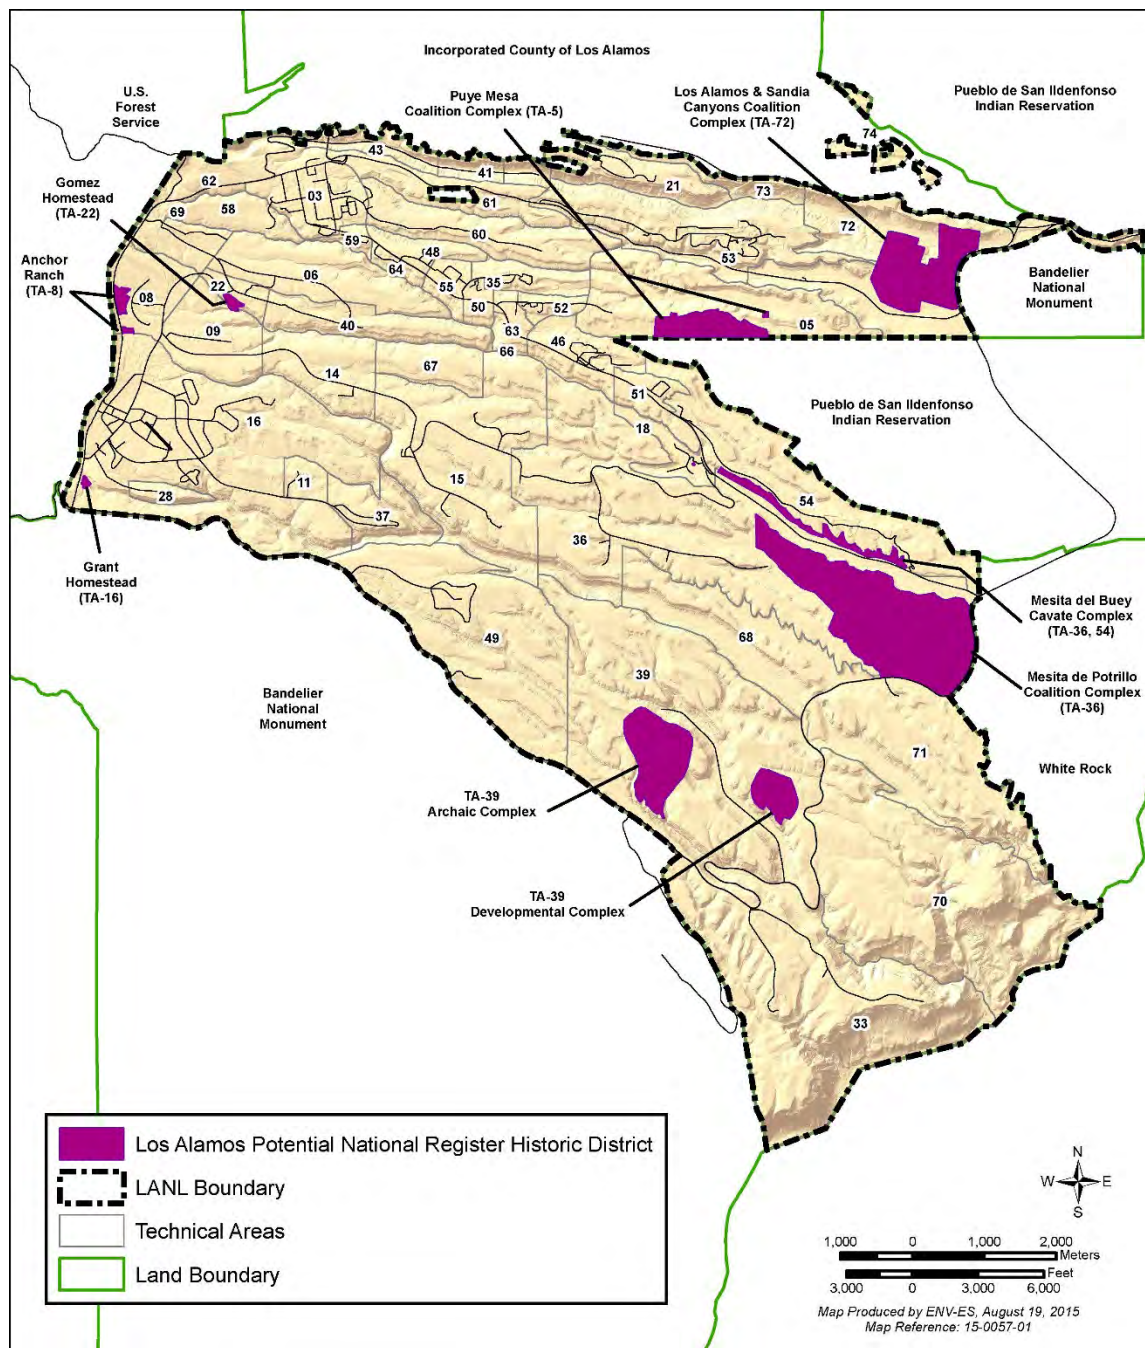 Incorporated County of Los Alamos
U.S.
Forest
Service
Puye Mesa
Coalition Complex (TA-5)
Los Alamos & Sandia
Canyons Coalition
Complex (TA-72)
Pueblo de San Ildenfonso
Indian Reservation
74
Gomez
Homestead
(TA-22)
43
41
21
73
62
03
61
58
69
72
60
59
48
53
Anchor
Ranch
(TA-8)
64
06
55
35
22
08
50
52
05
Bandelier
National
Monument
09
40
63
46
66
14
67
51
Pueblo de San Ildenfonso
Indian Reservation
16
18
15
11
28
37
54
36
Grant
Homestead
(TA-16)
Mesita del Buey
Cavate Complex
(TA-36, 54)
49
68
39
Mesita de Potrillo
Coalition Complex
(TA-36)
Bandelier
National
Monument
71
White Rock
TA-39
Archaic Complex
TA-39
Developmental Complex
70
33
Los Alamos Potential National Register Historic District
LANL Boundary
Technical Areas
Land Boundary
N
W E
S
1,000 0 1,000 2,000
Meters
Feet
3,000 0 3,000 6,000
Map Produced by ENV-ES, August 19, 2015
Map Reference: 15-0057-01